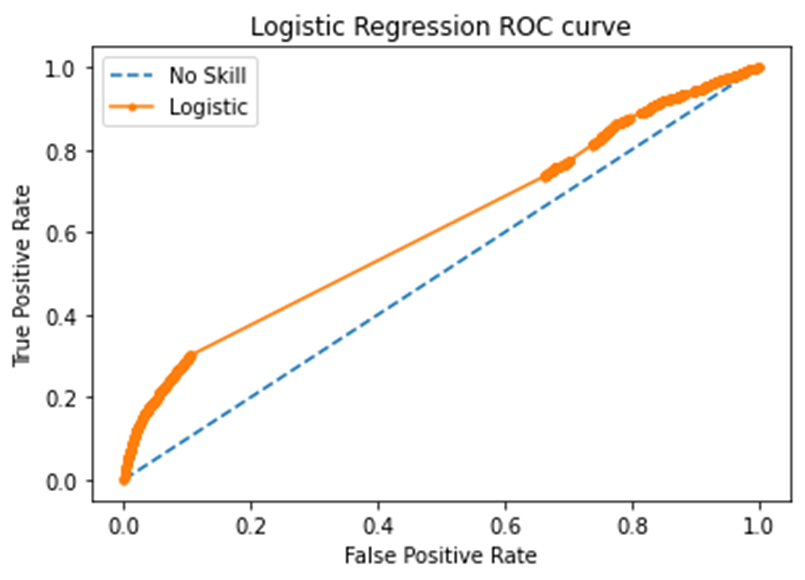 Logistic Regression ROC curve
No Skill
Logistic
True Positive Rate
1.0
0.8
0.6
0.4
0.2
0.0
0.0 0.2 0.4 0.6 0.8 1.0
False Positive Rate